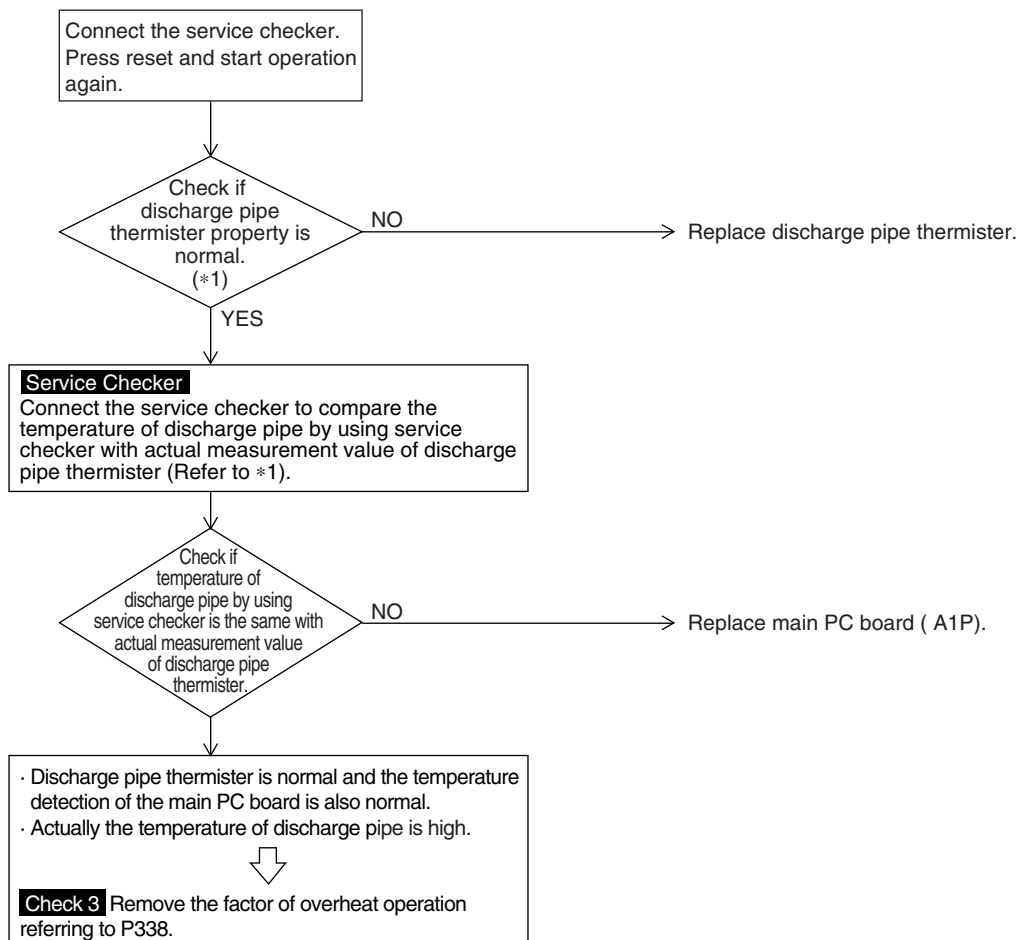 Connect the service checker.
Press reset and start operation
again.
Check if
discharge pipe
thermister property is
normal.
(∗1)
NO
Replace discharge pipe thermister.
YES
Service Checker
Connect the service checker to compare the
temperature of discharge pipe by using service
checker with actual measurement value of discharge
pipe thermister (Refer to ∗1).
Check if
temperature of
discharge pipe by using
service checker is the same with
actual measurement value
of discharge pipe
thermister.
NO
Replace main PC board ( A1P).
· Discharge pipe thermister is normal and the temperature
detection of the main PC board is also normal.
· Actually the temperature of discharge pipe is high.
Check 3 Remove the factor of overheat operation
referring to P338.